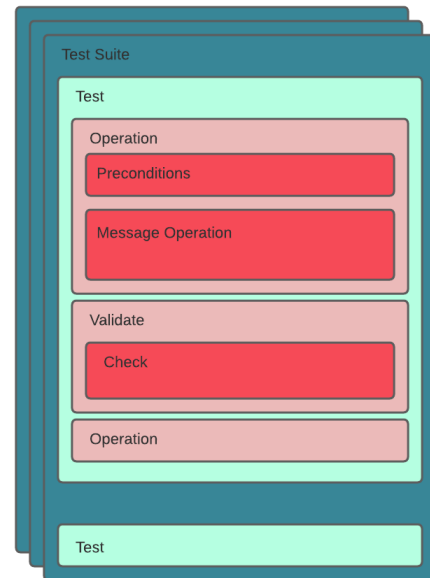 Test Suite
Test
Operation
Preconditions
Message Operation
Validate
Check
Operation
Test